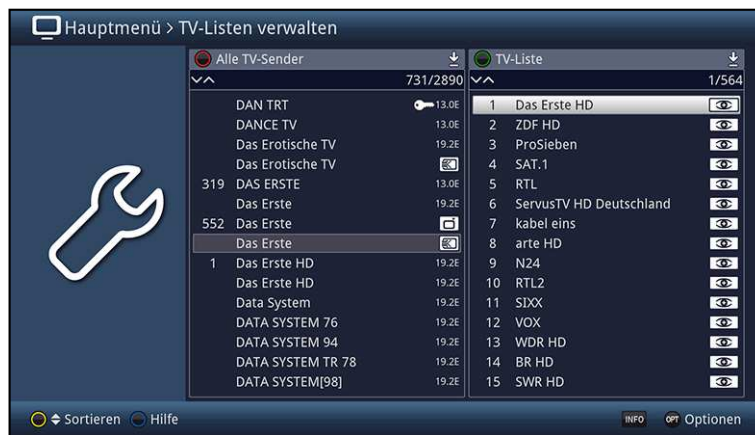 Hauptmenü > TV-Listen verwalten
Alle TV-Sender
731/2890
DAN TRT 13.0E
DANCE TV 13.0E
Das Erotische TV 19.2E
Das Erotische TV
319 DAS ERSTE 13.0E
Das Erste 19.2E
552 Das Erste
Das Erste
1 Das Erste HD 19.2E
Das Erste HD 19.2E
Data System 19.2E
DATA SYSTEM 76 19.2E
DATA SYSTEM 94 19.2E
DATA SYSTEM TR 78 19.2E
DATA SYSTEM[98] 19.2E
TV-Liste
1/564
1 Das Erste HD
2 ZDF HD
3 ProSieben
4 SAT.1
5 RTL
6 ServusTV HD Deutschland
7 kabel eins
8 arte HD
9 N24
10 RTL2
11 SIXX
12 VOX
13 WDR HD
14 BR HD
15 SWR HD
Sortieren Hilfe INFO OPT Optionen